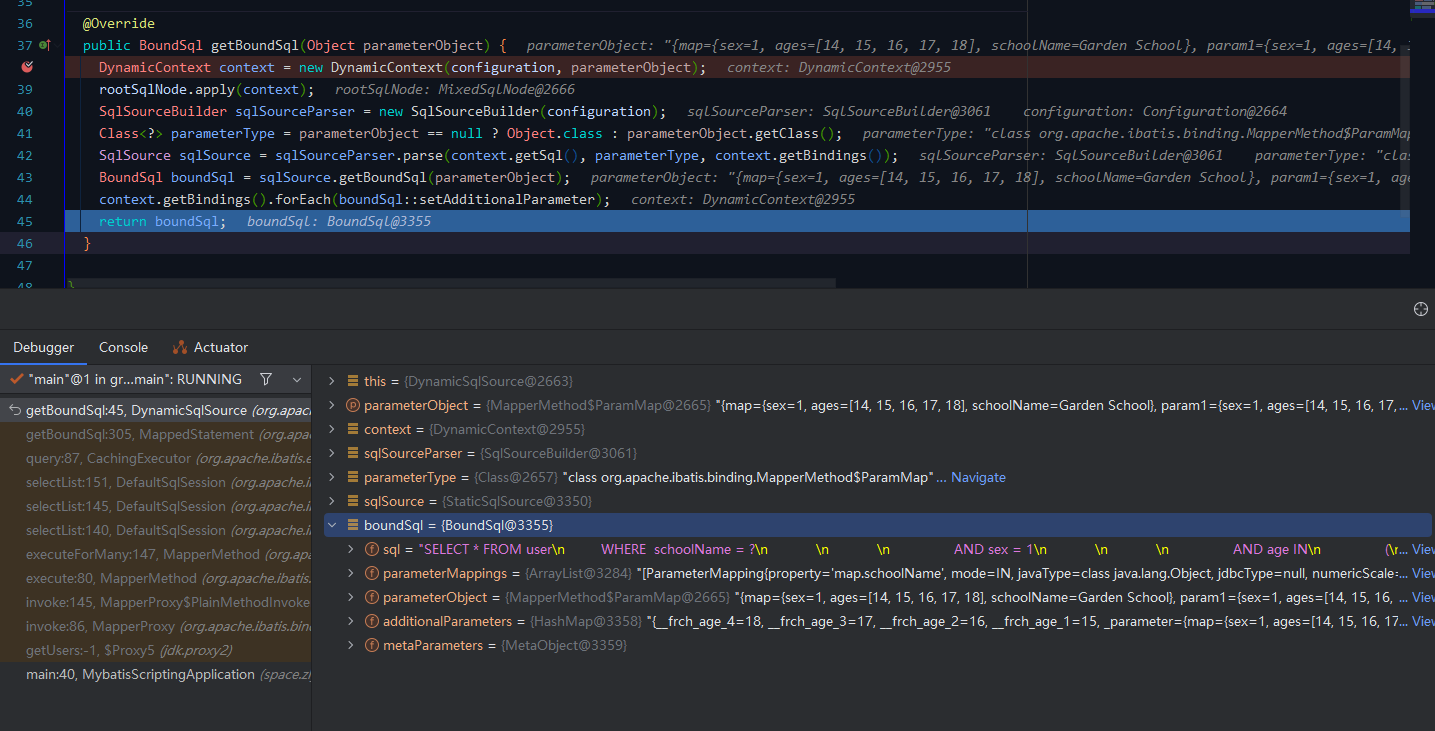 35
36 @Override
37 public BoundSql getBoundSql(Object parameterObject) { parameterObject: "{map={sex=1, ages=[14, 15, 16, 17, 18], schoolName=Garden School}, param1={sex=1, ages=[14,
DynamicContext context = new DynamicContext(configuration, parameterObject); context: DynamicContext@2955
39 rootSqlNode.apply(context); rootSqlNode: MixedSqlNode@2666
40 SqlSourceBuilder sqlSourceParser = new SqlSourceBuilder(configuration); sqlSourceParser: SqlSourceBuilder@3061 configuration: Configuration@2664
41 Class<?> parameterType = parameterObject == null ? Object.class : parameterObject.getClass(); parameterType: "class org.apache.ibatis.binding.MapperMethod$ParamMap
42 SqlSource sqlSource = sqlSourceParser.parse(context.getSql(), parameterType, context.getBindings()); sqlSourceParser: SqlSourceBuilder@3061 parameterType: "clas
43 BoundSql boundSql = sqlSource.getBoundSql(parameterObject); parameterObject: "{map={sex=1, ages=[14, 15, 16, 17, 18], schoolName=Garden School}, param1={sex=1, age
44 context.getBindings().forEach(boundSql::setAdditionalParameter); context: DynamicContext@2955
45 return boundSql; boundSql: BoundSql@3355
46 }
47
48 }
Debugger Console Actuator
"main"@1 in gr...main": RUNNING
getBoundSql:45, DynamicSqlSource (org.apac
getBoundSql:305, MappedStatement (org.apa
query:87, CachingExecutor (org.apache.ibatis.e
selectList:151, DefaultSqlSession (org.apache.i
selectList:145, DefaultSqlSession (org.apache.i
selectList:140, DefaultSqlSession (org.apache.i
executeForMany:147, MapperMethod (org.ap
execute:80, MapperMethod (org.apache.ibatis.
invoke:145, MapperProxy$PlainMethodInvoke
invoke:86, MapperProxy (org.apache.ibatis.bin
getUsers:-1, $Proxy5 (jdk.proxy2)
main:40, MybatisScriptingApplication (space.z
this = {DynamicSqlSource@2663}
parameterObject = {MapperMethod$ParamMap@2665} "{map={sex=1, ages=[14, 15, 16, 17, 18], schoolName=Garden School}, param1={sex=1, ages=[14, 15, 16, 17,... View
context = {DynamicContext@2955}
sqlSourceParser = {SqlSourceBuilder@3061}
parameterType = {Class@2657} "class org.apache.ibatis.binding.MapperMethod$ParamMap"... Navigate
sqlSource = {StaticSqlSource@3350}
boundSql = {BoundSql@3355}
sql = "SELECT * FROM user\n WHERE schoolName = ?\n \n \n AND sex = 1\n \n \n AND age IN\n (\n... View
parameterMappings = {ArrayList@3284} "[ParameterMapping{property='map.schoolName', mode=IN, javaType=class java.lang.Object, jdbcType=null, numericScale=... View
parameterObject = {MapperMethod$ParamMap@2665} "{map={sex=1, ages=[14, 15, 16, 17, 18], schoolName=Garden School}, param1={sex=1, ages=[14, 15, 16,... View
additionalParameters = {HashMap@3358} "{__frch_age_4=18, __frch_age_3=17, __frch_age_2=16, __frch_age_1=15, _parameter={map={sex=1, ages=[14, 15, 16, 17... View
metaParameters = {MetaObject@3359}